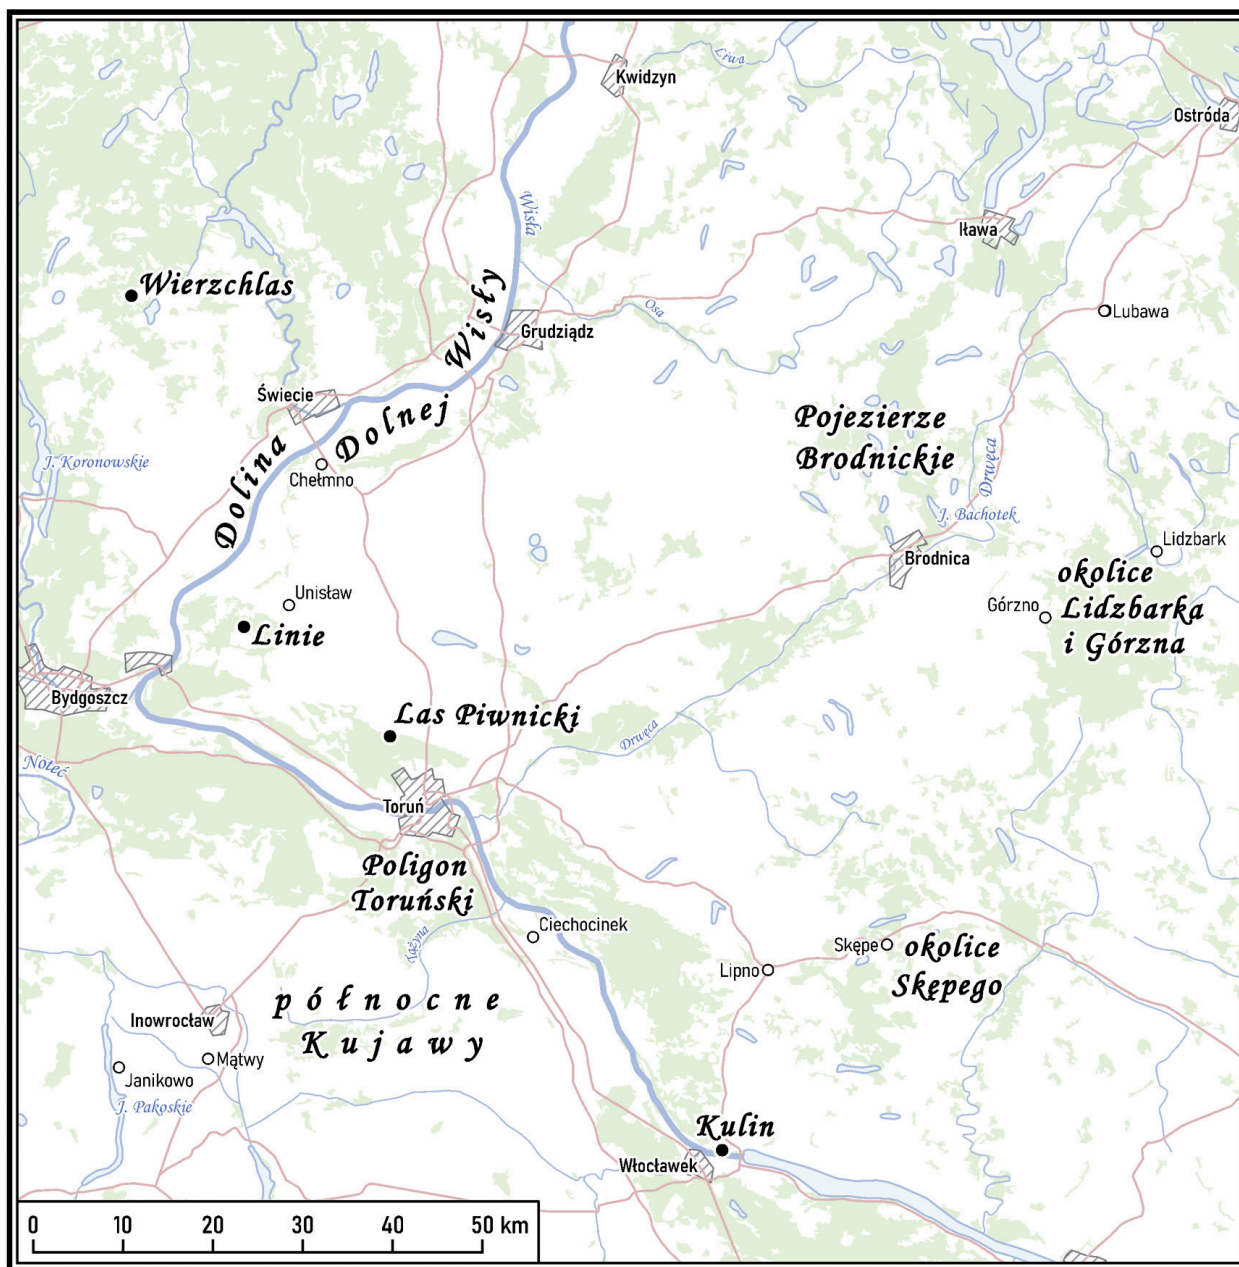 Kwidzyn
Liwa
Ostróda
Wisła
Iława
Wierzchlas
Lubawa
Osa
Grudziądz
Świecie
Dolina Dolnej Wisły
Pojezierze
Brodnickie
J. Koronowskie
Chełmno
Drwęca
J. Bachotek
Lidzbark
Brodnica
okolice
Lidzbarka
i Górzna
Górzno
Unisław
Linie
Bydgoszcz
Las Piwnicki
Drwęca
Noteć
Toruń
Poligon
Toruński
Ciechocinek
Tążyna
Skępe
okolice
Skępego
Lipno
północne
Kujawy
Inowrocław
Mątwy
Janikowo
J. Pakoskie
Kulin
Włocławek
0 10 20 30 40 50 km